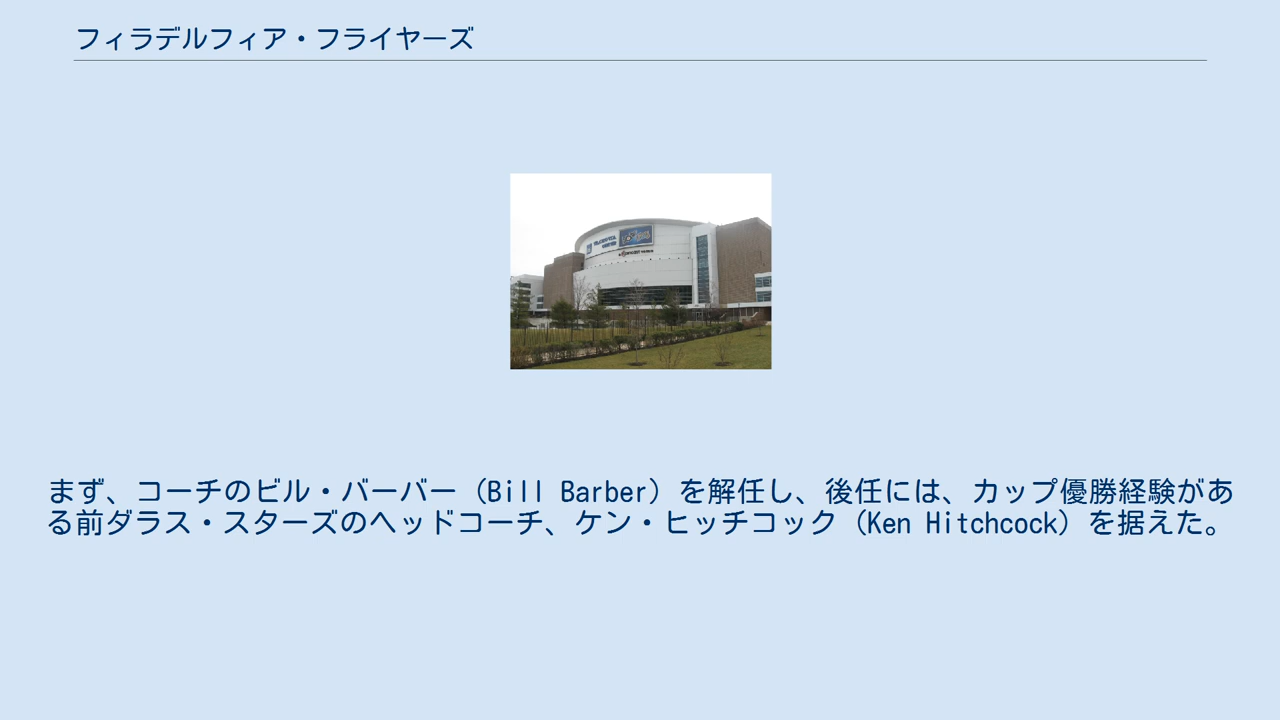 フィラデルフィア・フライヤーズ
まず、コーチのビル・バーバー（Bill Barber）を解任し、後任には、カップ優勝経験があ
る前ダラス・スターズのヘッドコーチ、ケン・ヒッチコック（Ken Hitchcock）を据えた。